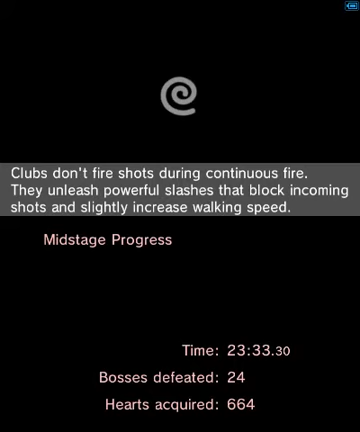 Clubs don't fire shots during continuous fire.
They unleash powerful slashes that block incoming
shots and slightly increase walking speed.
Midstage Progress
Time: 23:33.30
Bosses defeated: 24
Hearts acquired: 664